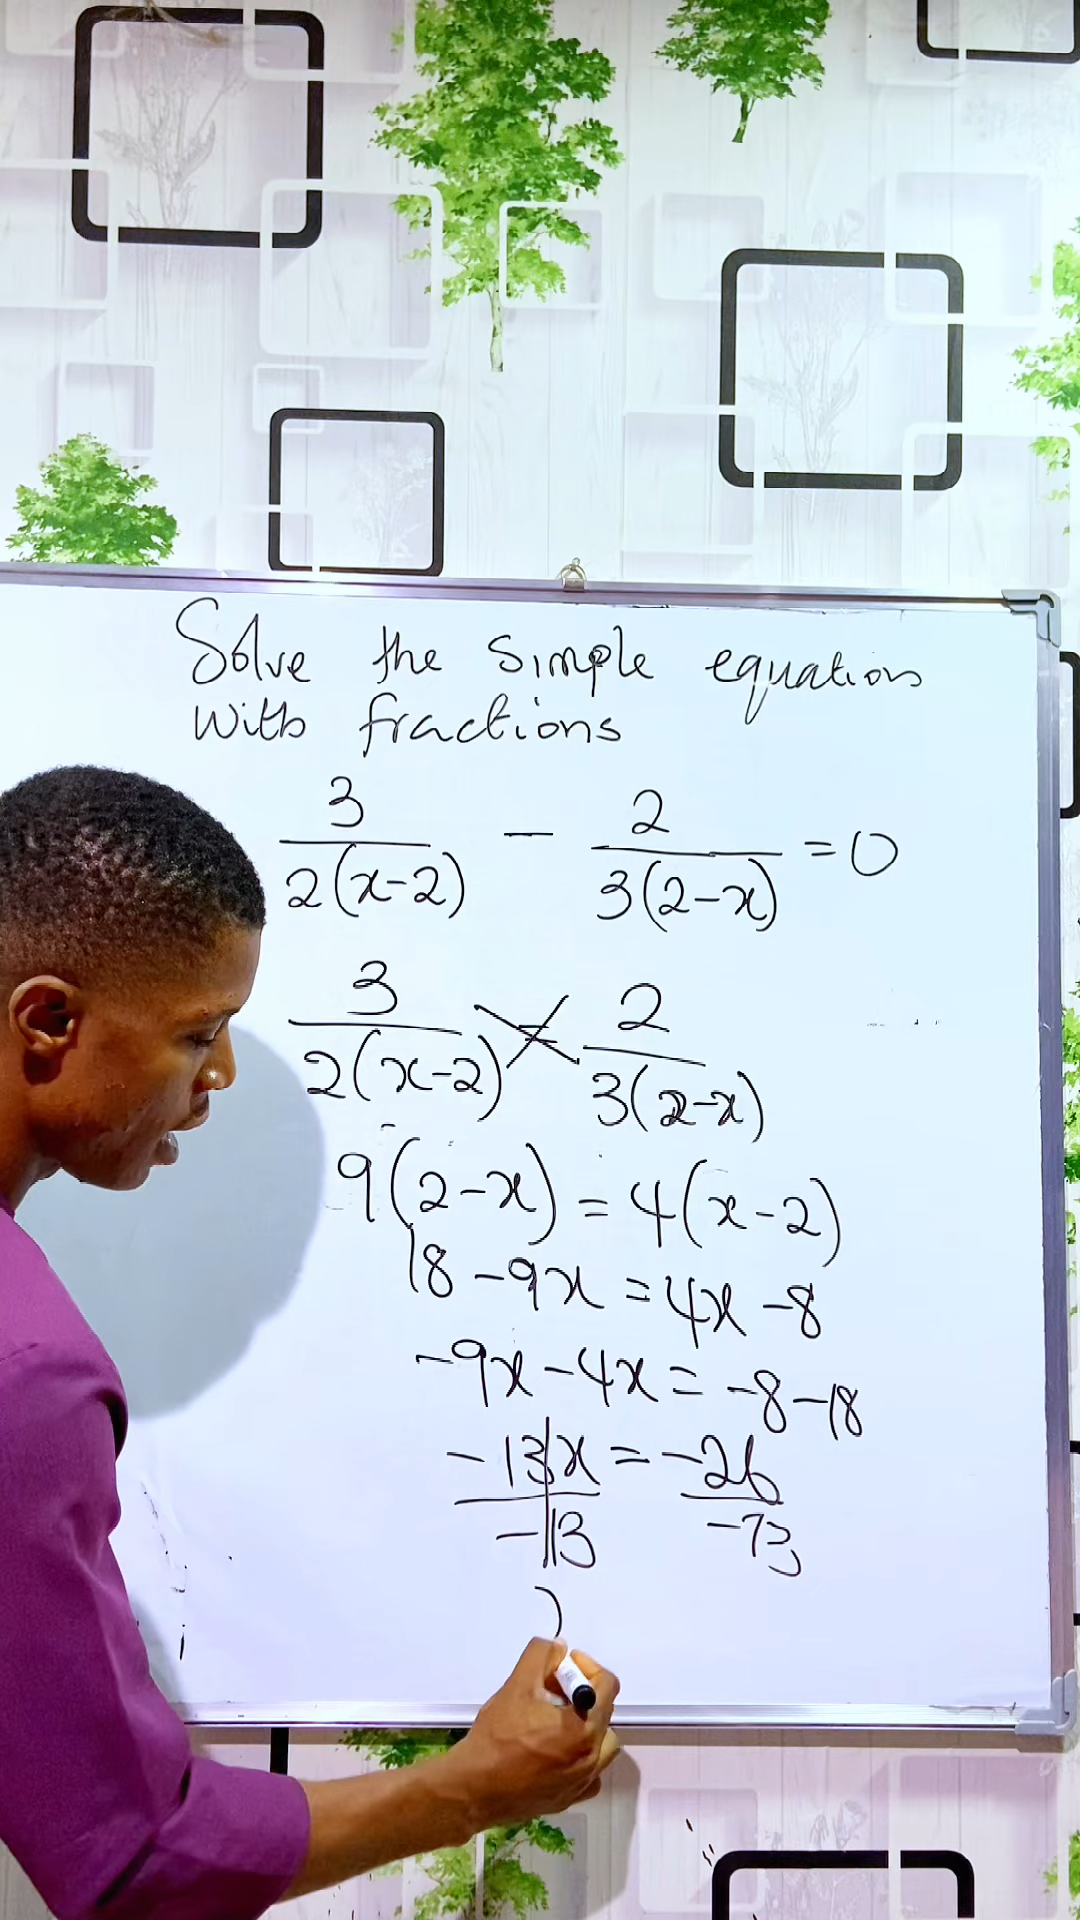 Solve the simple equation
with fractions
3/2(x-2) - 2/3(2-x) = 0
3/2(x-2) = 2/3(2-x)
9(2-x) = 4(x-2)
18-9x = 4x-8
-9x-4x = -8-18
-13x/-13 = -26/-13